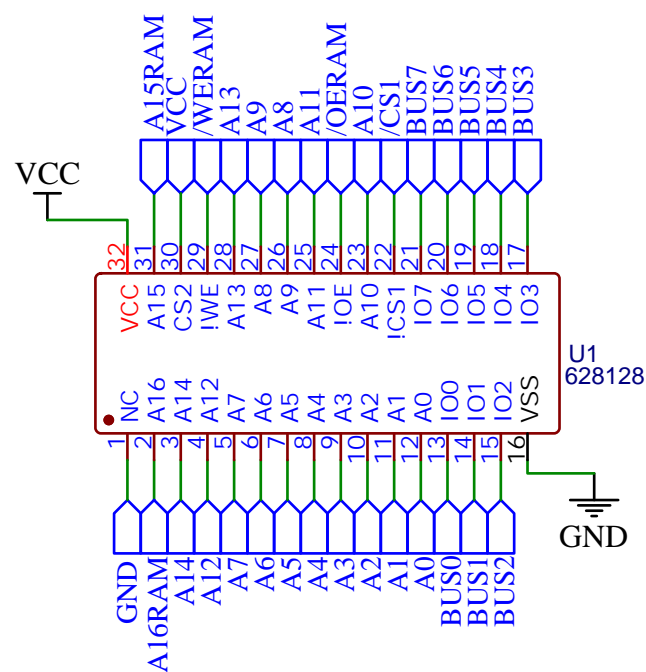 A15RAM
VCC
/WERAM
A13
A9
A8
A11
/OERAM
A10
/CS1
BUS7
BUS6
BUS5
BUS4
BUS3
VCC
32
31
30
29
28
27
26
25
24
23
22
21
20
19
18
17
VCC
A15
CS2
!WE
A13
A8
A9
A11
!OE
A10
!CS1
IO7
IO6
IO5
IO4
IO3
U1
628128
NC
A16
A14
A12
A7
A6
A5
A4
A3
A2
A1
A0
IO0
IO1
IO2
VSS
1
2
3
4
5
6
7
8
9
10
11
12
13
14
15
16
GND
GND
A16RAM
A14
A12
A7
A6
A5
A4
A3
A2
A1
A0
BUS0
BUS1
BUS2